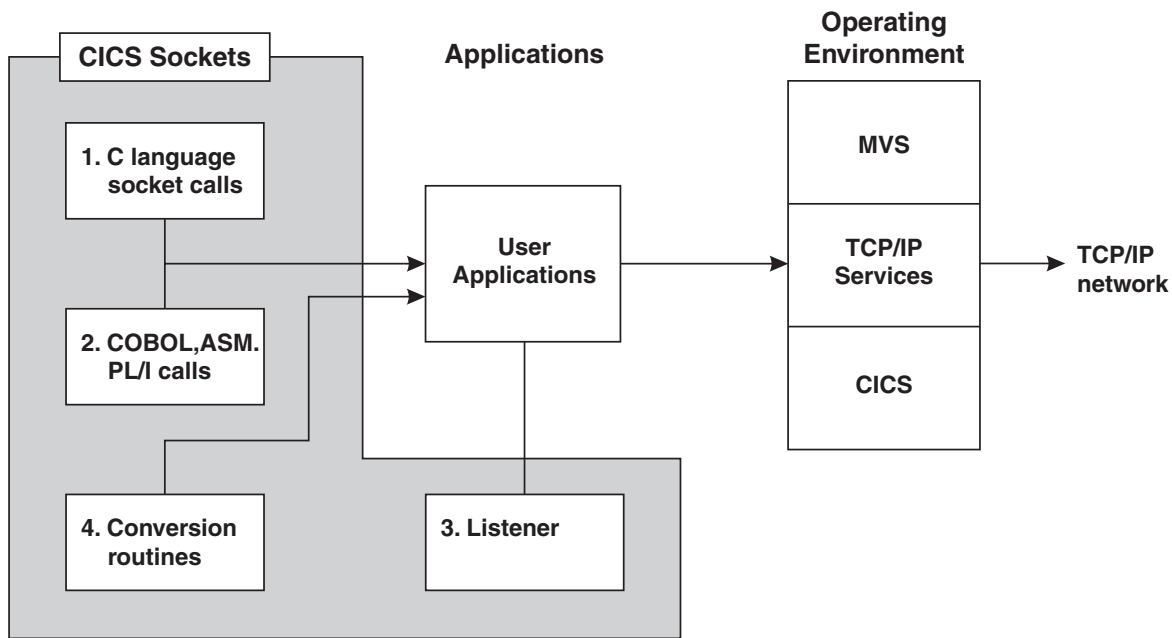 CICS Sockets
Applications
Operating
Environment
1. C language
socket calls
2. COBOL,ASM.
PL/I calls
4. Conversion
routines
3. Listener
User
Applications
MVS
TCP/IP
Services
CICS
TCP/IP
network